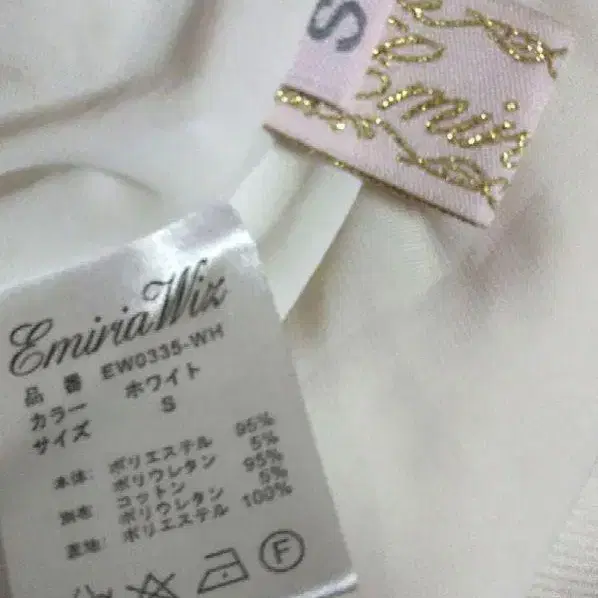 S
Emiri
EmiriaWiz
品 番 EW0335-WH
カラー ホワイト
サイズ S
本体: ポリエステル 95%
ポリウレタン 5%
別布 コットン 95%
ポリウレタン 5%
裏地: ポリエステル 100%
F